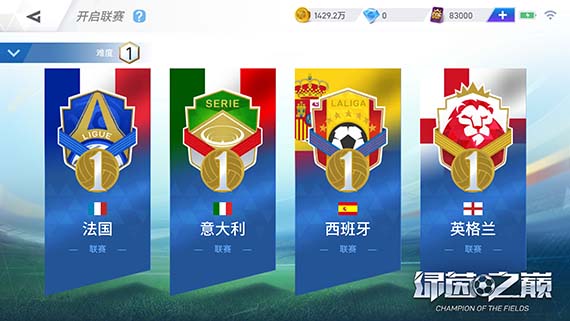 开启联赛 ? 1429.2万 0 83000 +
难度 1
LIGUE SERIE LALIGA
1 1 1 1
法国 意大利 西班牙 英格兰
联赛 联赛 联赛 联赛
绿茵之巅
CHAMPION OF THE FIELDS